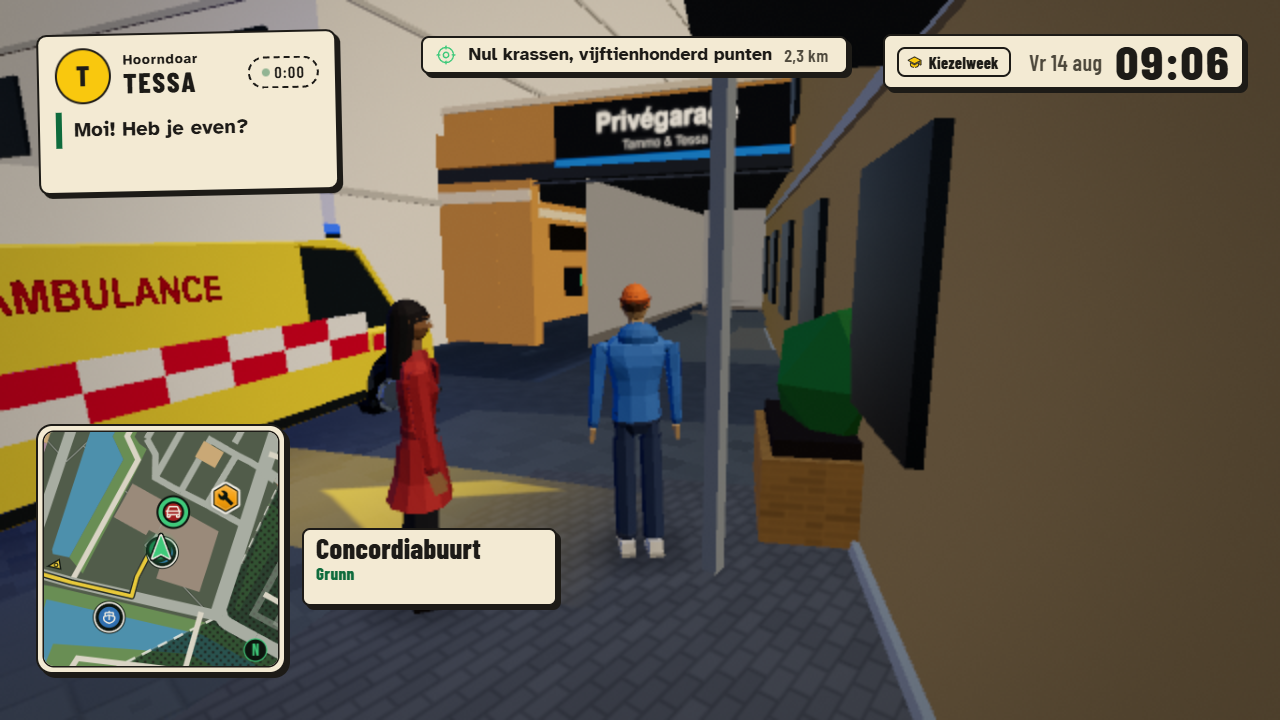 Hoorndoar
T
TESSA
0:00
Moi! Heb je even?
Nul krassen, vijftienhonderd punten 2,3 km
Kiezelweek
Vr 14 aug
09:06
Privégarag
Tammo & Tessa
AMBULANCE
Concordiabuurt
Grunn
N